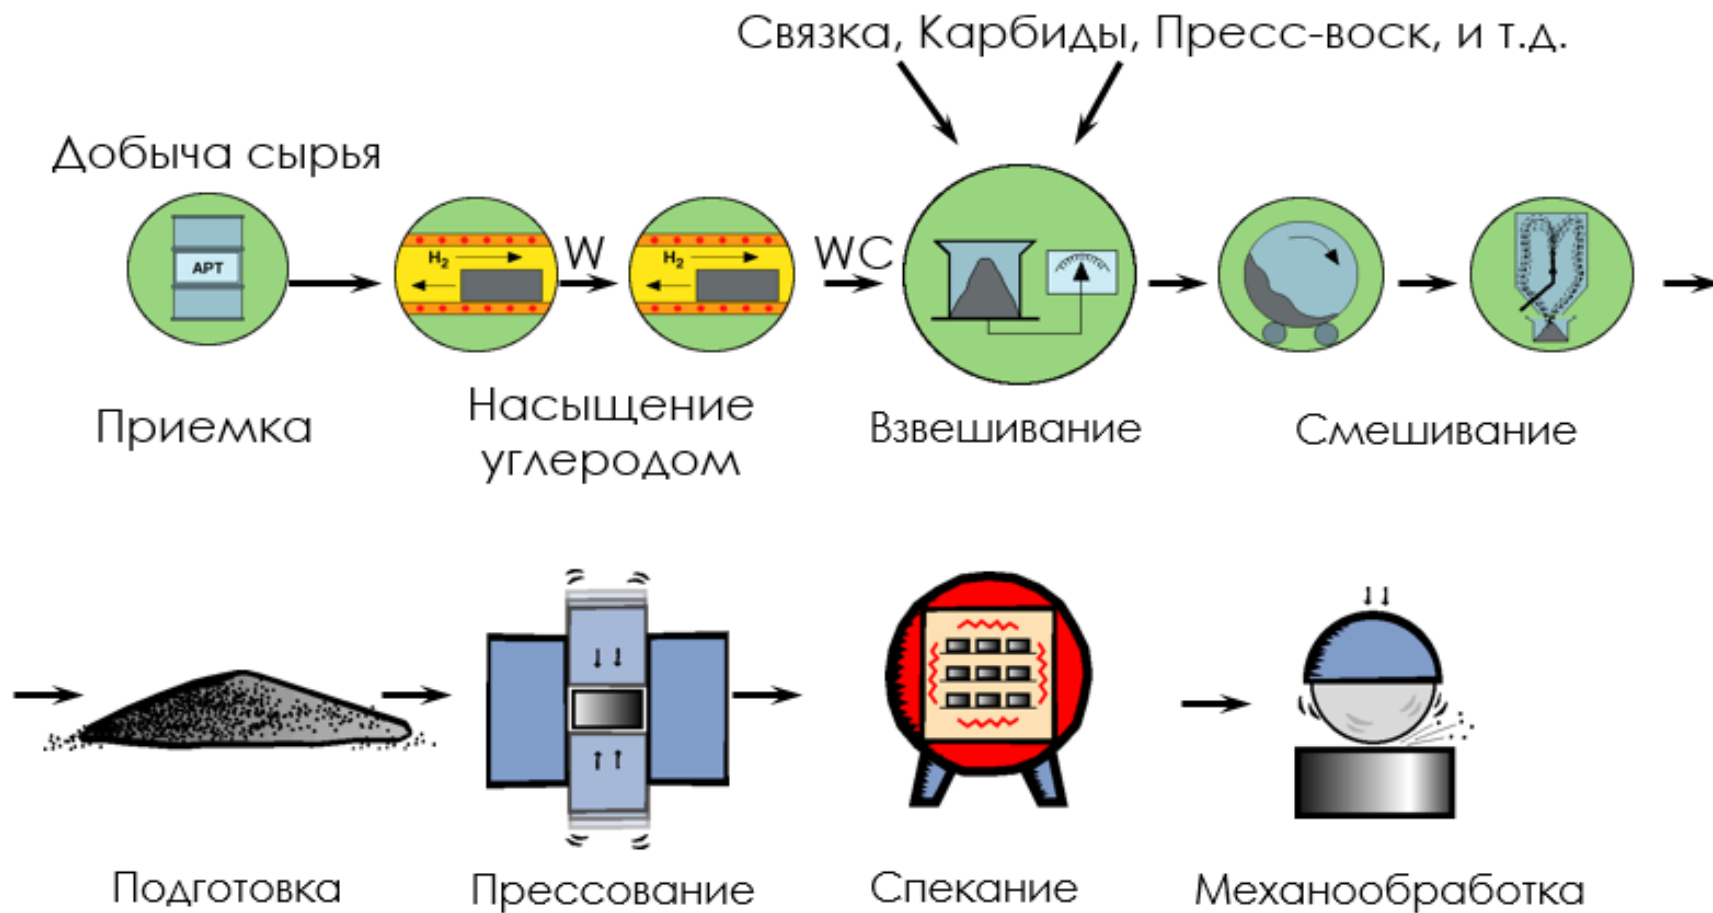 Связка, Карбиды, Пресс-воск, и т.д.
Добыча сырья
APT
H2
W
H2
WC
Приемка
Насыщение
углеродом
Взвешивание
Смешивание
Подготовка
Прессование
Спекание
Механообработка